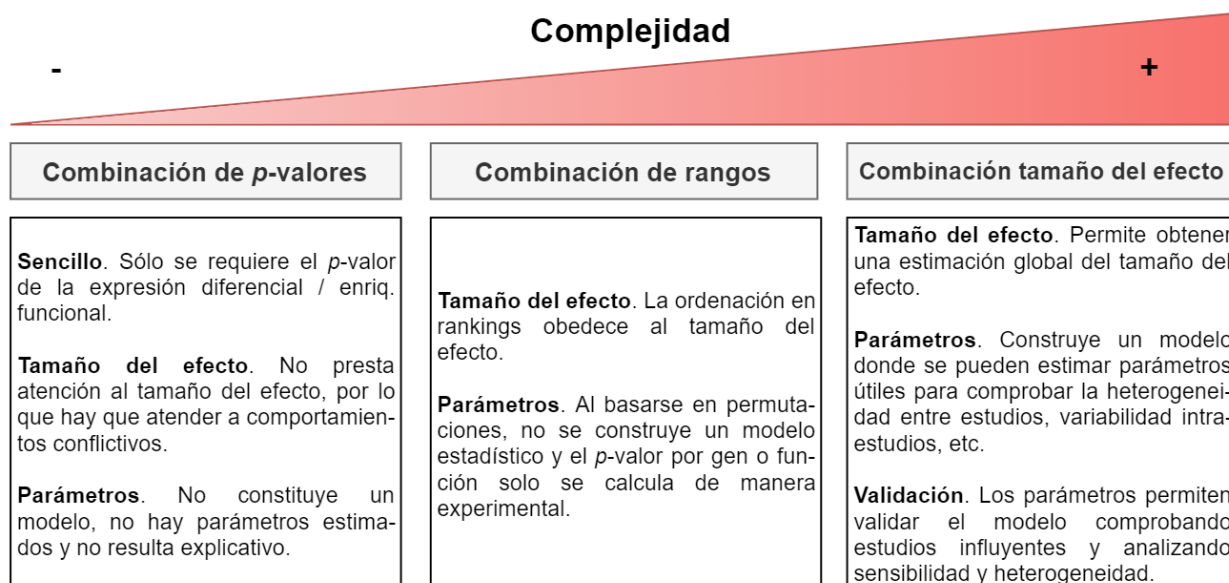 Complejidad
-
+
Combinación de p-valores
Combinación de rangos
Combinación tamaño del efecto
Sencillo. Sólo se requiere el p-valor
de la expresión diferencial / enriq.
funcional.
Tamaño del efecto. No presta
atención al tamaño del efecto, por lo
que hay que atender a comportamien-
tos conflictivos.
Parámetros. No constituye un
modelo, no hay parámetros estima-
dos y no resulta explicativo.
Tamaño del efecto. La ordenación en
rankings obedece al tamaño del
efecto.
Parámetros. Al basarse en permuta-
ciones, no se construye un modelo
estadístico y el p-valor por gen o fun-
ción solo se calcula de manera
experimental.
Tamaño del efecto. Permite obtener
una estimación global del tamaño del
efecto.
Parámetros. Construye un modelo
donde se pueden estimar parámetros
útiles para comprobar la heterogenei-
dad entre estudios, variabilidad intra-
estudios, etc.
Validación. Los parámetros permiten
validar el modelo comprobando
estudios influyentes y analizando
sensibilidad y heterogeneidad.